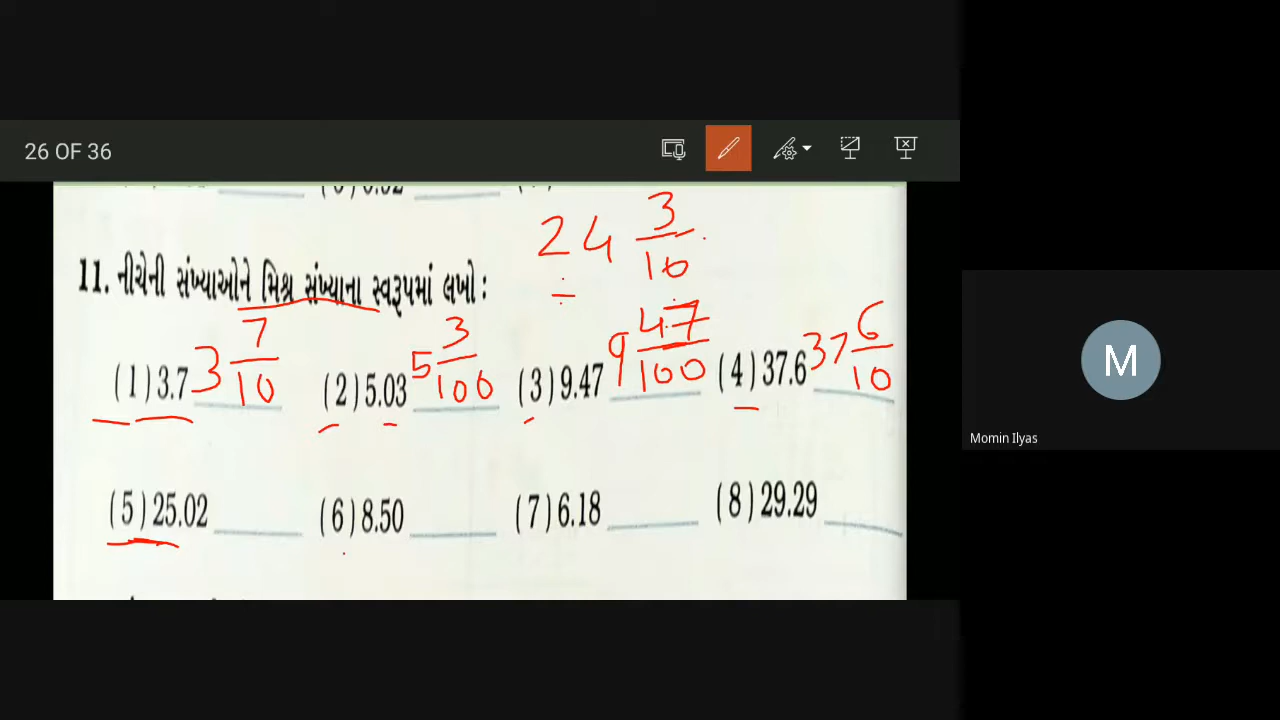 26 OF 36
24 3/10
11. નીચેની સંખ્યાઓને મિશ્ર સંખ્યાના સ્વરૂપમાં લખો :
(1) 3.7 3 7/10 (2) 5.03 5 3/100 (3) 9.47 9 47/100 (4) 37.6 37 6/10
(5) 25.02 (6) 8.50 (7) 6.18 (8) 29.29
M
Momin Ilyas